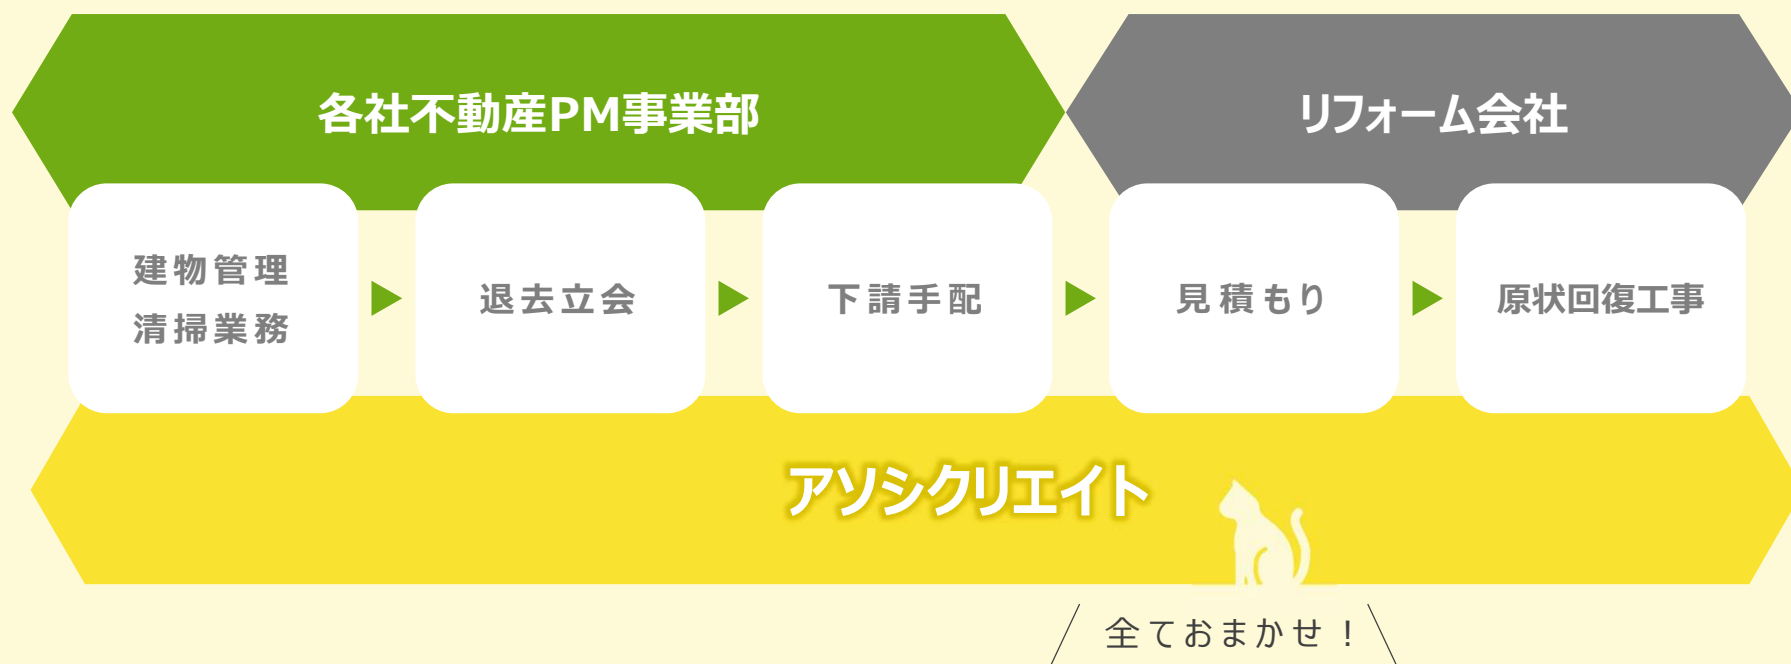 各社不動産PM事業部
リフォーム会社
建物管理
清掃業務
退去立会
下請手配
見積もり
原状回復工事
アソシクリエイト
全ておまかせ！